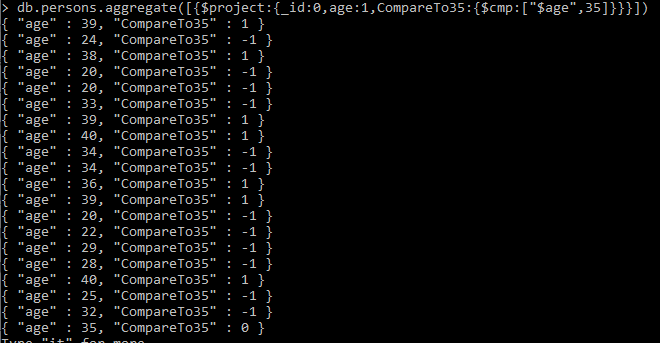 > db.persons.aggregate([{$project:{_id:0,age:1,CompareTo35:{$cmp:["$age",35]}}}])
{ "age" : 39, "CompareTo35" : 1 }
{ "age" : 24, "CompareTo35" : -1 }
{ "age" : 38, "CompareTo35" : 1 }
{ "age" : 20, "CompareTo35" : -1 }
{ "age" : 20, "CompareTo35" : -1 }
{ "age" : 33, "CompareTo35" : -1 }
{ "age" : 39, "CompareTo35" : 1 }
{ "age" : 40, "CompareTo35" : 1 }
{ "age" : 34, "CompareTo35" : -1 }
{ "age" : 34, "CompareTo35" : -1 }
{ "age" : 36, "CompareTo35" : 1 }
{ "age" : 39, "CompareTo35" : 1 }
{ "age" : 20, "CompareTo35" : -1 }
{ "age" : 22, "CompareTo35" : -1 }
{ "age" : 29, "CompareTo35" : -1 }
{ "age" : 28, "CompareTo35" : -1 }
{ "age" : 40, "CompareTo35" : 1 }
{ "age" : 25, "CompareTo35" : -1 }
{ "age" : 32, "CompareTo35" : -1 }
{ "age" : 35, "CompareTo35" : 0 }
Type "it" for more